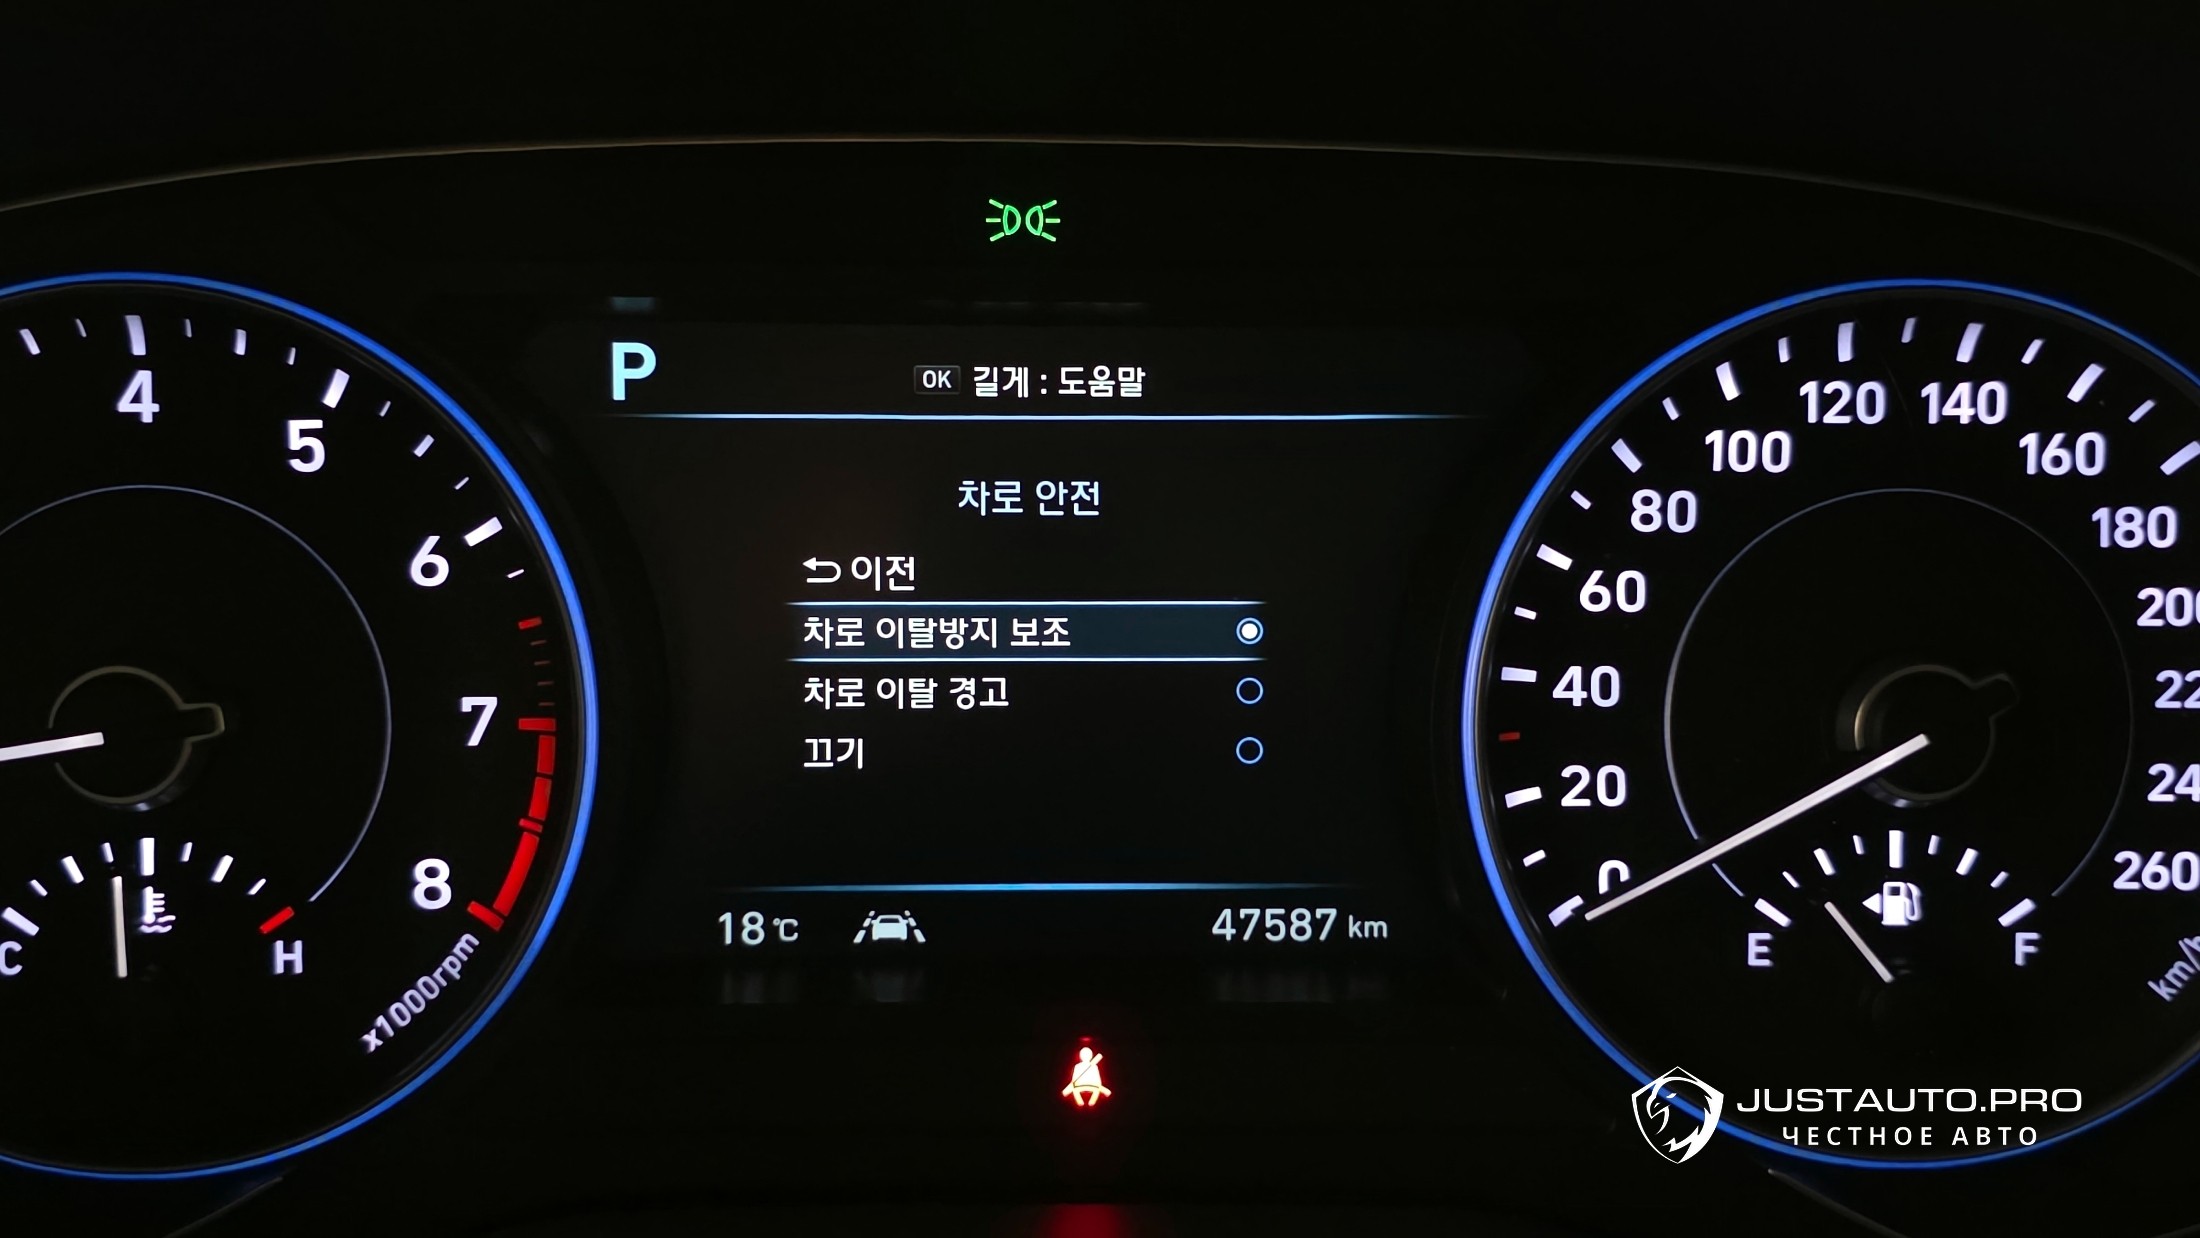 P
OK 길게 : 도움말
차로 안전
이전
차로 이탈방지 보조
차로 이탈 경고
끄기
18 °C
47587 km
4
5
6
7
8
x1000rpm
C
H
0
20
40
60
80
100
120
140
160
180
260
E
F
JUSTAUTO.PRO
ЧЕСТНОЕ АВТО